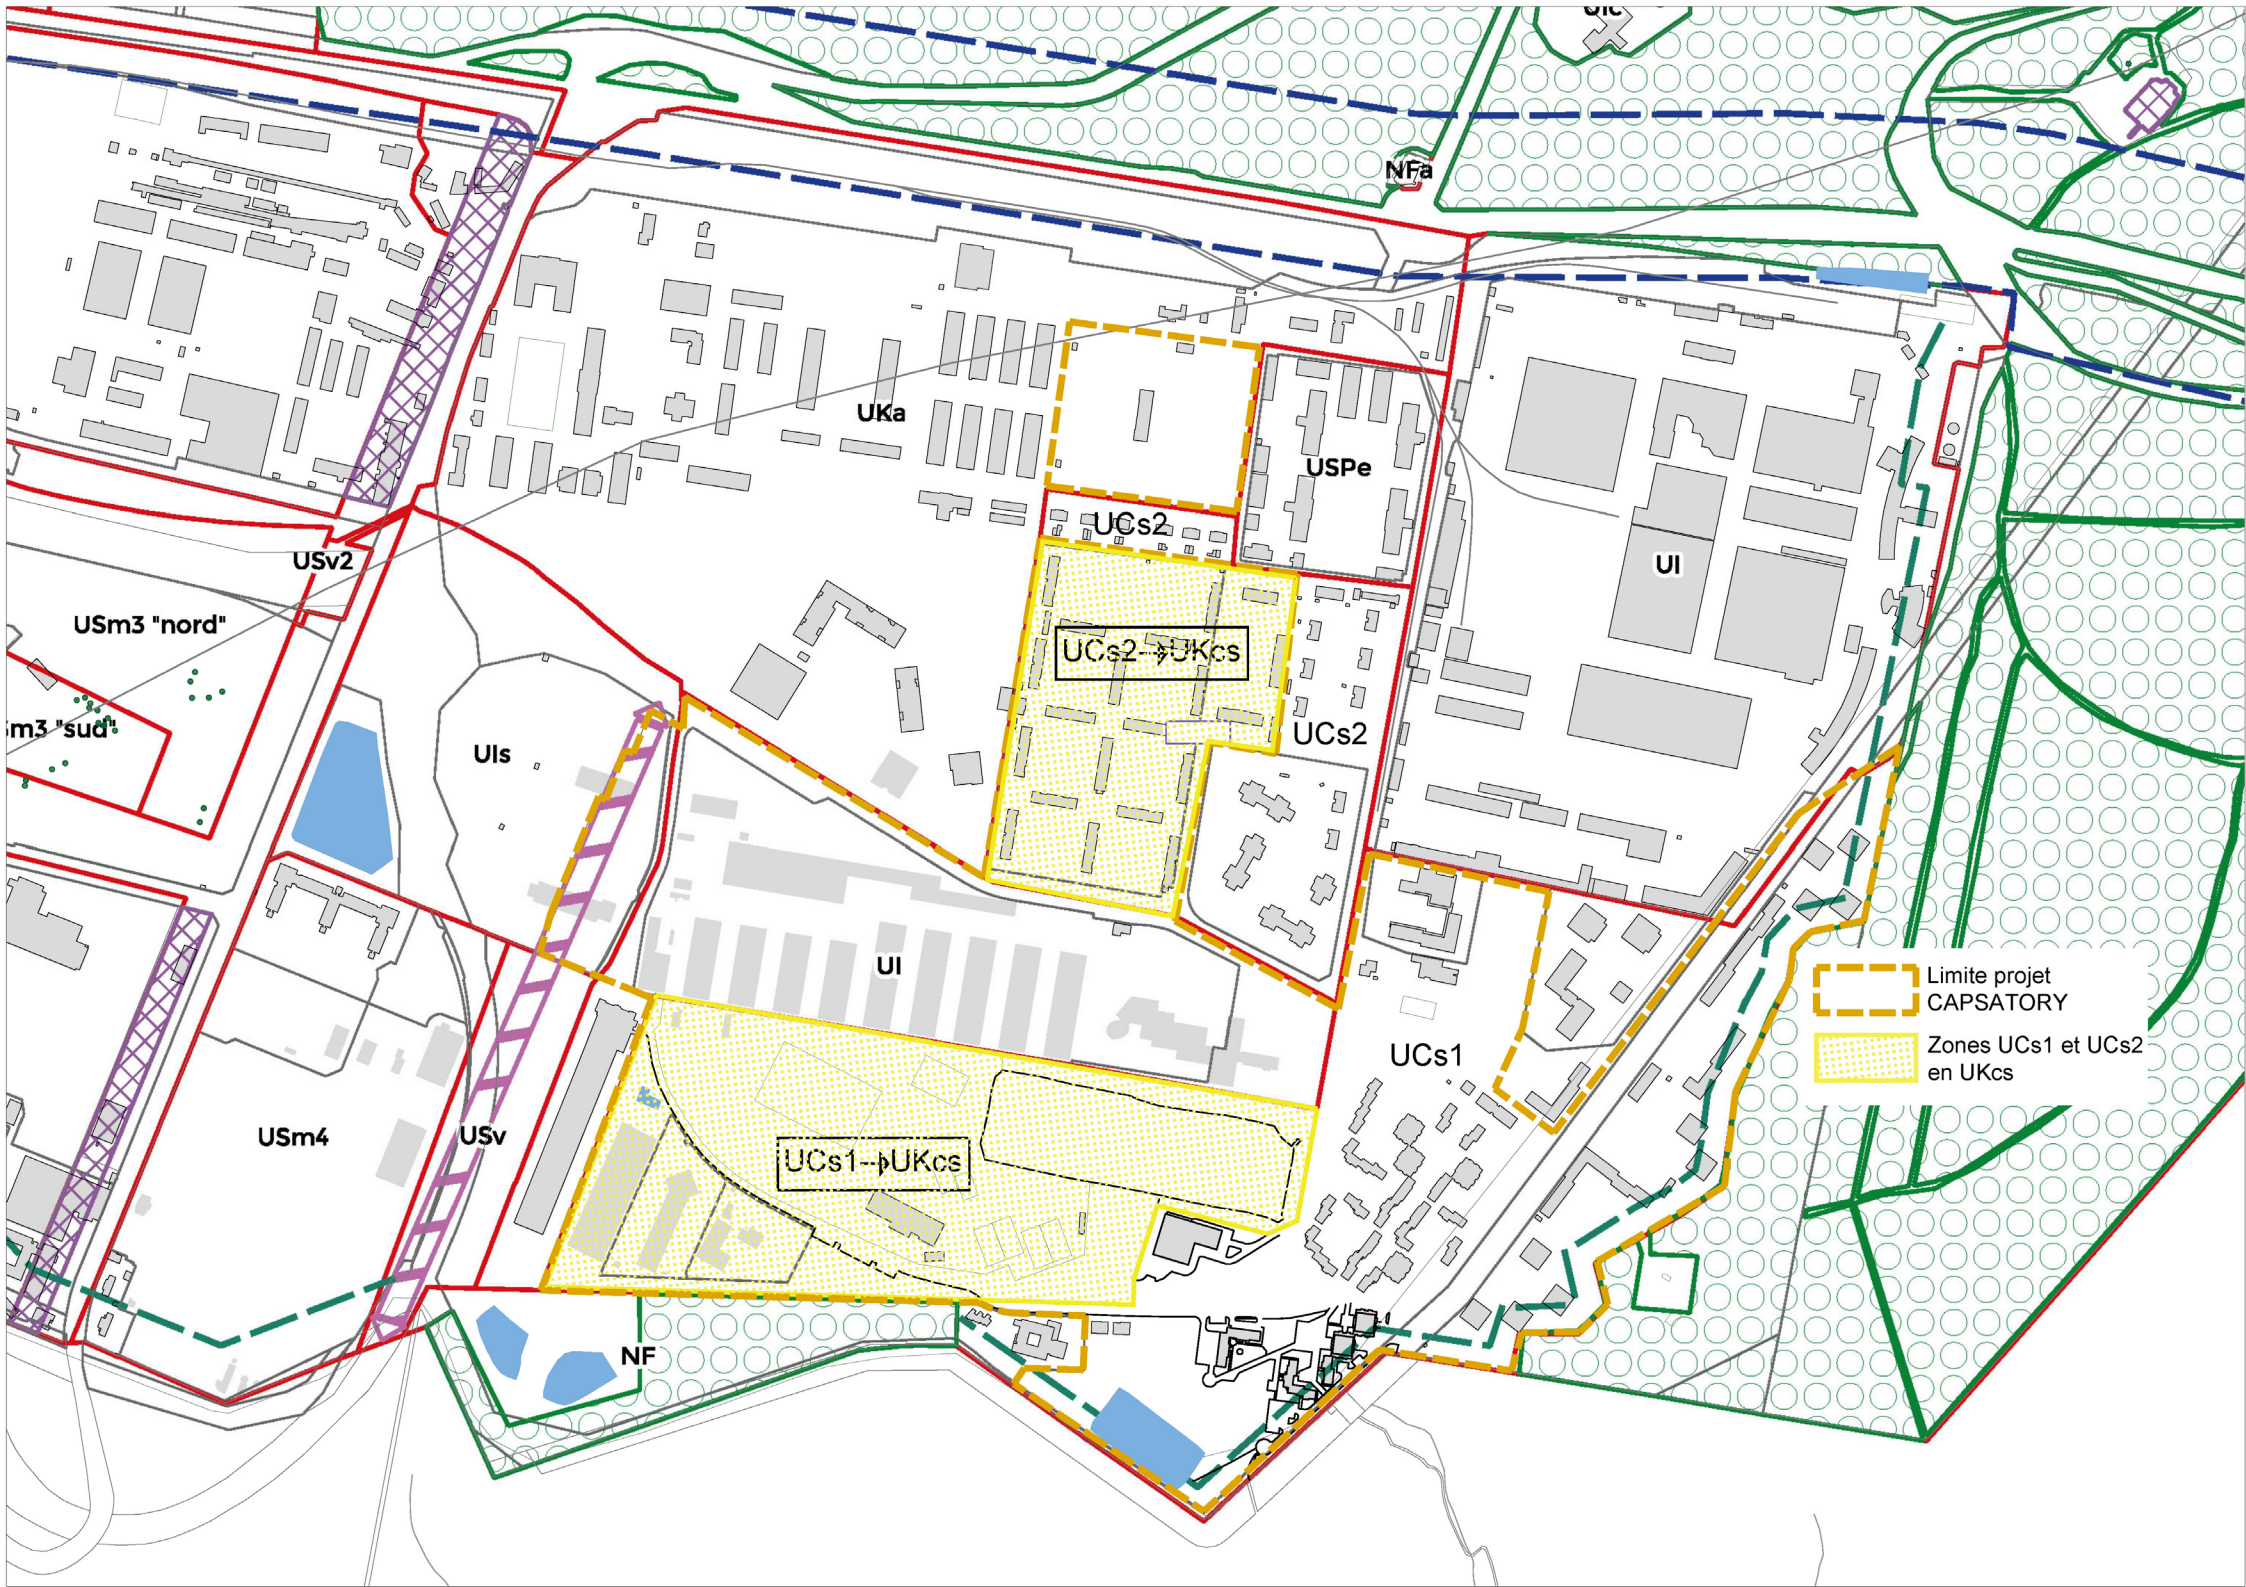 NFa
UKa
USPe
UCs2
USv2
UI
USm3 "nord"
UCs2--→UKcs
m3 "sud"
UIs
UCs2
UI
Limite projet
CAPSATORY
Zones UCs1 et UCs2
en UKcs
UCs1
USm4
USv
UCs1--→UKcs
NF